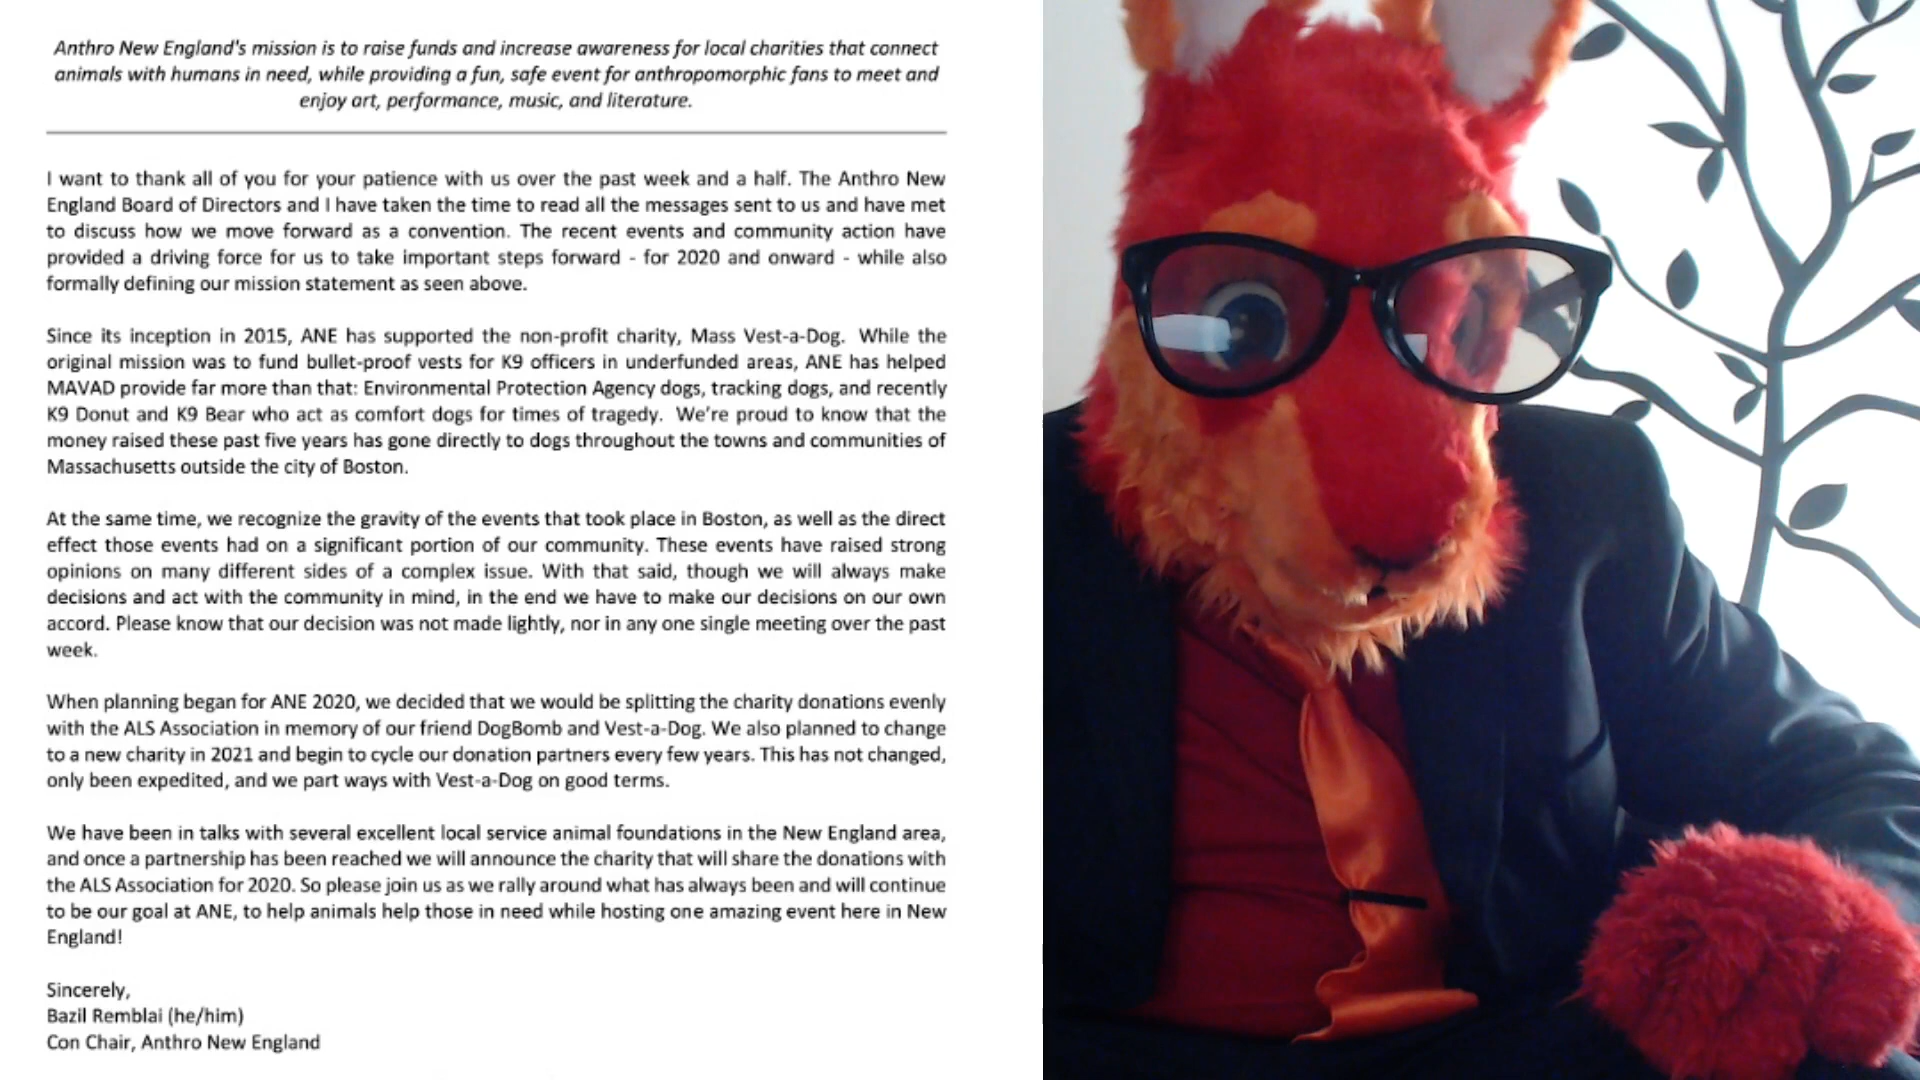 Anthro New England's mission is to raise funds and increase awareness for local charities that connect
animals with humans in need, while providing a fun, safe event for anthropomorphic fans to meet and
enjoy art, performance, music, and literature.
I want to thank all of you for your patience with us over the past week and a half. The Anthro New
England Board of Directors and I have taken the time to read all the messages sent to us and have met
to discuss how we move forward as a convention. The recent events and community action have
provided a driving force for us to take important steps forward - for 2020 and onward - while also
formally defining our mission statement as seen above.
Since its inception in 2015, ANE has supported the non-profit charity, Mass Vest-a-Dog. While the
original mission was to fund bullet-proof vests for K9 officers in underfunded areas, ANE has helped
MAVAD provide far more than that: Environmental Protection Agency dogs, tracking dogs, and recently
K9 Donut and K9 Bear who act as comfort dogs for times of tragedy. We're proud to know that the
money raised these past five years has gone directly to dogs throughout the towns and communities of
Massachusetts outside the city of Boston.
At the same time, we recognize the gravity of the events that took place in Boston, as well as the direct
effect those events had on a significant portion of our community. These events have raised strong
opinions on many different sides of a complex issue. With that said, though we will always make
decisions and act with the community in mind, in the end we have to make our decisions on our own
accord. Please know that our decision was not made lightly, nor in any one single meeting over the past
week.
When planning began for ANE 2020, we decided that we would be splitting the charity donations evenly
with the ALS Association in memory of our friend DogBomb and Vest-a-Dog. We also planned to change
to a new charity in 2021 and begin to cycle our donation partners every few years. This has not changed,
only been expedited, and we part ways with Vest-a-Dog on good terms.
We have been in talks with several excellent local service animal foundations in the New England area,
and once a partnership has been reached we will announce the charity that will share the donations with
the ALS Association for 2020. So please join us as we rally around what has always been and will continue
to be our goal at ANE, to help animals help those in need while hosting one amazing event here in New
England!
Sincerely,
Bazil Remblai (he/him)
Con Chair, Anthro New England